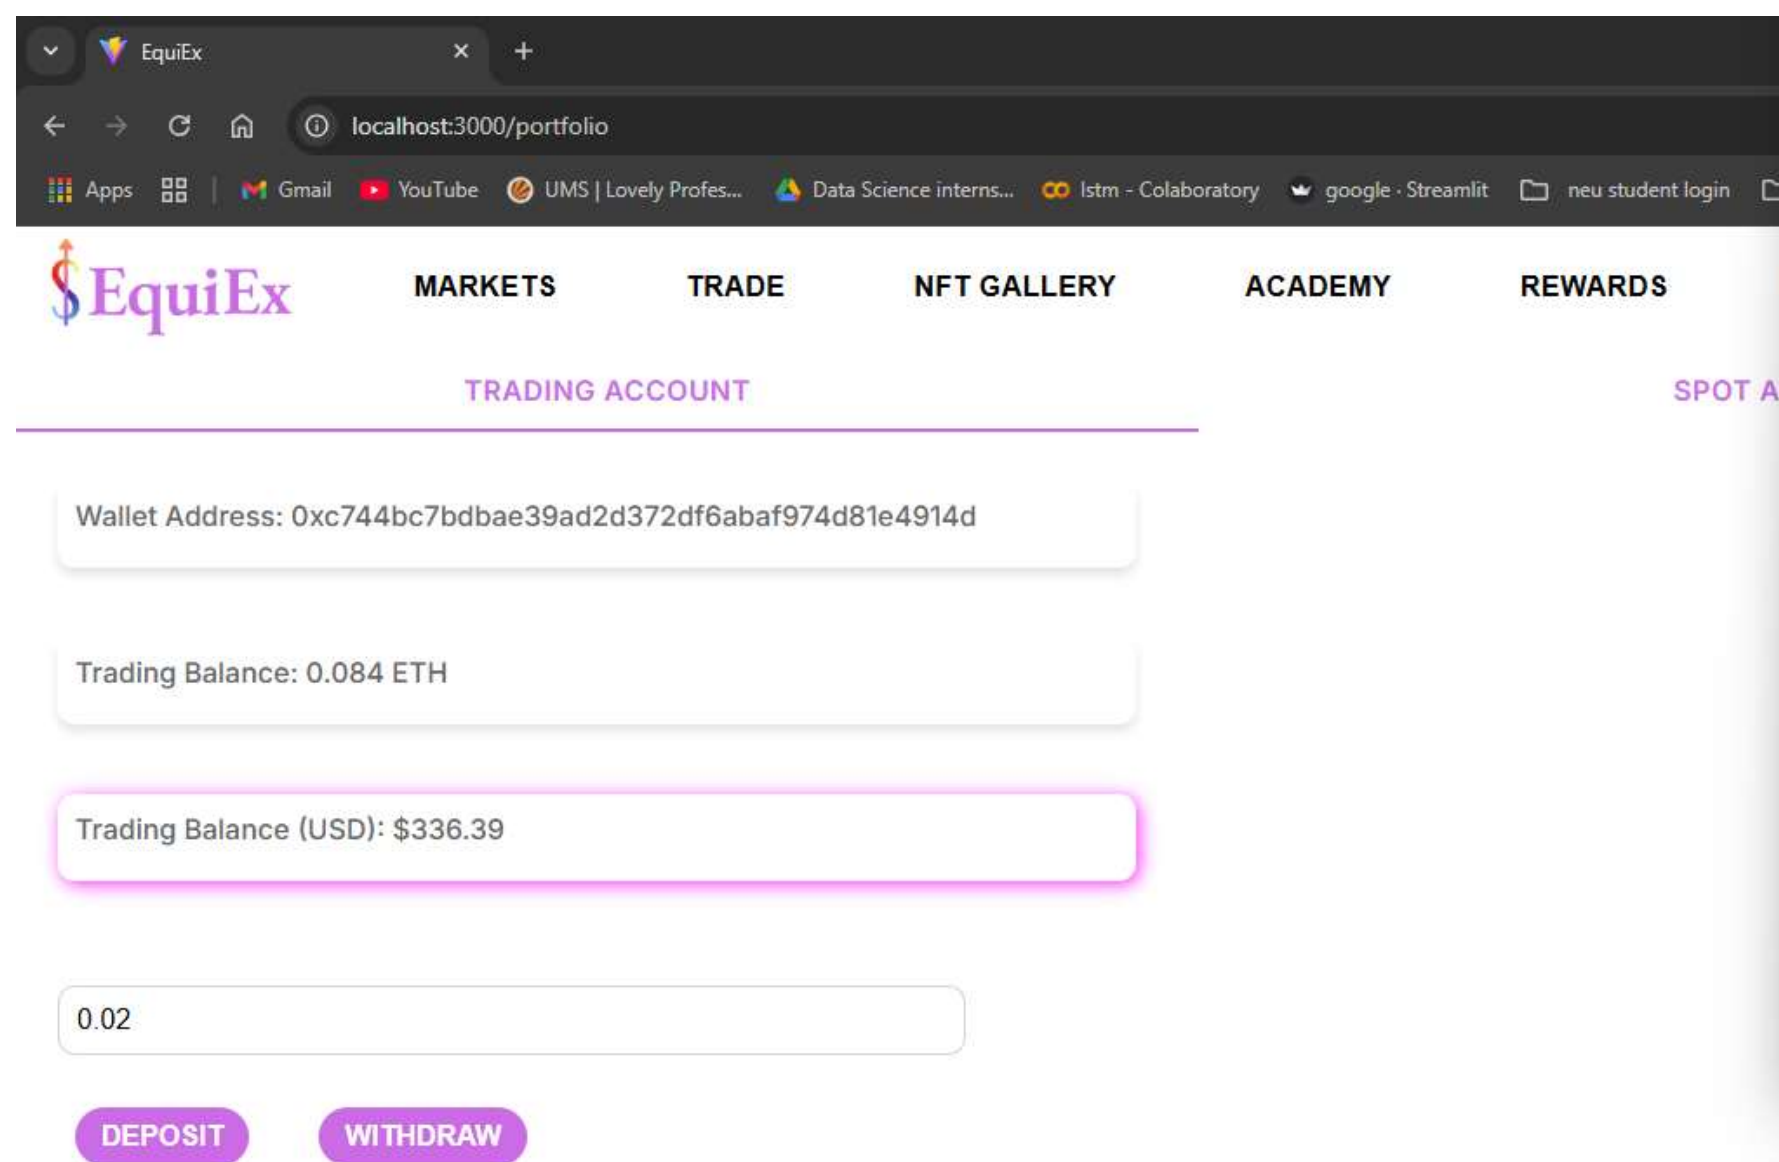 EquiEx
localhost:3000/portfolio
Apps Gmail YouTube UMS | Lovely Profes... Data Science interns... lstm - Colaboratory google · Streamlit neu student login
EquiEx MARKETS TRADE NFT GALLERY ACADEMY REWARDS
TRADING ACCOUNT SPOT A
Wallet Address: 0xc744bc7bdbae39ad2d372df6abaf974d81e4914d
Trading Balance: 0.084 ETH
Trading Balance (USD): $336.39
0.02
DEPOSIT WITHDRAW